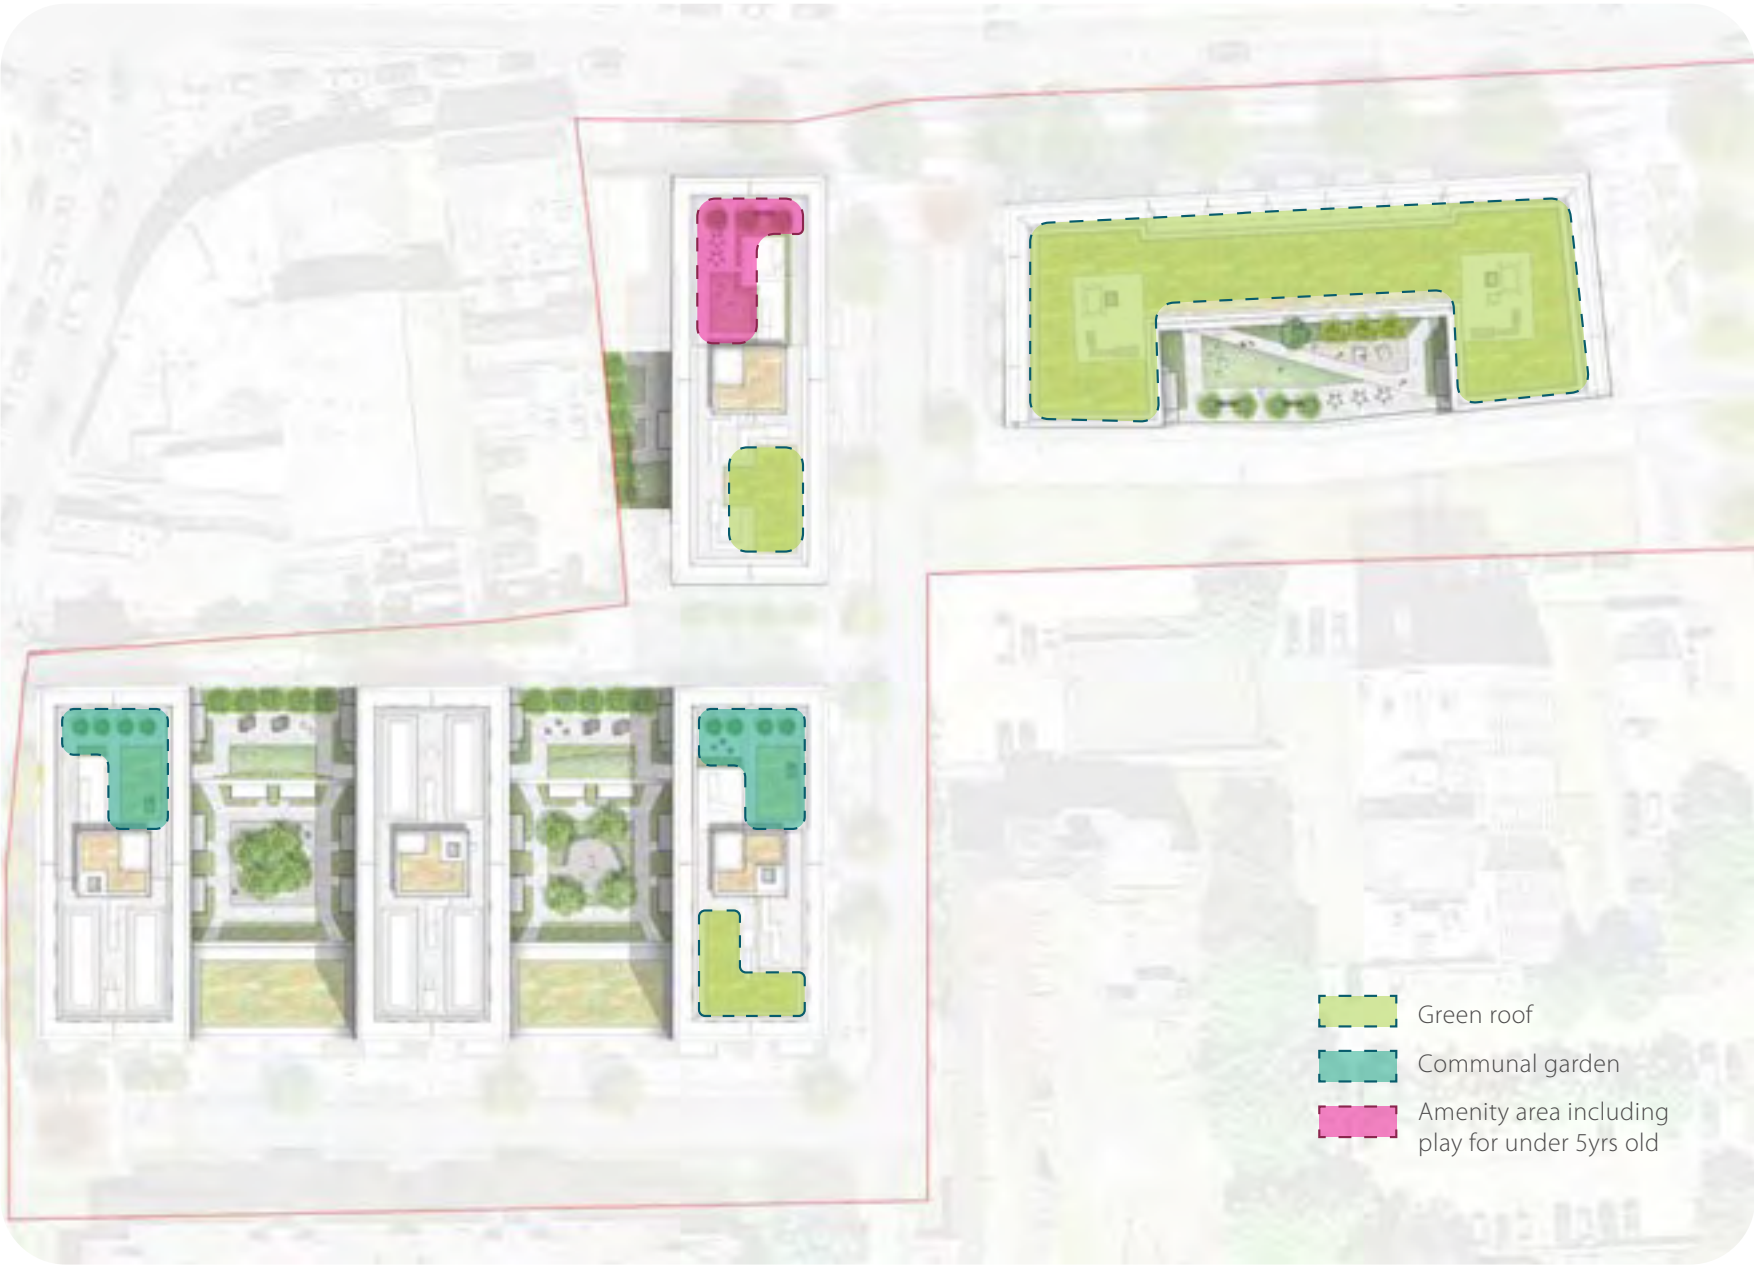 Green roof
Communal garden
Amenity area including
play for under 5yrs old